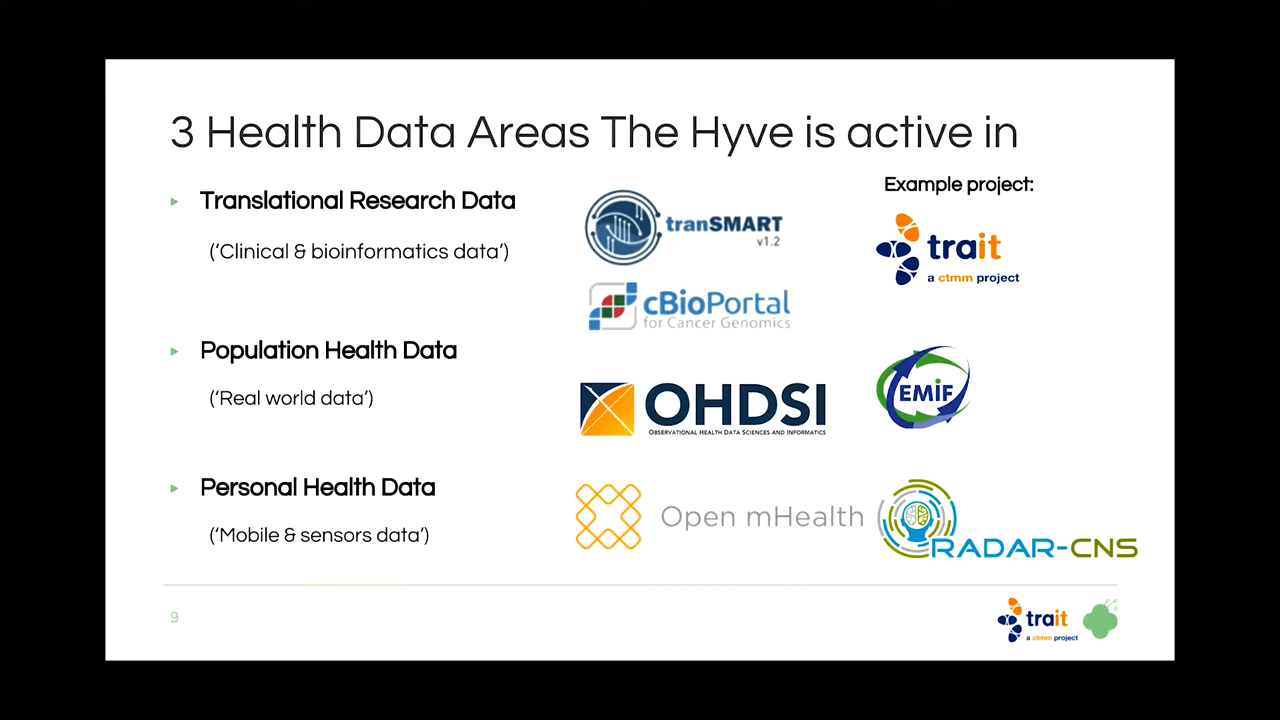 3 Health Data Areas The Hyve is active in
Example project:
Translational Research Data
('Clinical & bioinformatics data')
tranSMART
v1.2
trait
a ctmm project
cBioPortal
for Cancer Genomics
Population Health Data
('Real world data')
OHDSI
OBSERVATIONAL HEALTH DATA SCIENCES AND INFORMATICS
EMIF
Personal Health Data
('Mobile & sensors data')
Open mHealth
RADAR-CNS
9
trait
a ctmm project